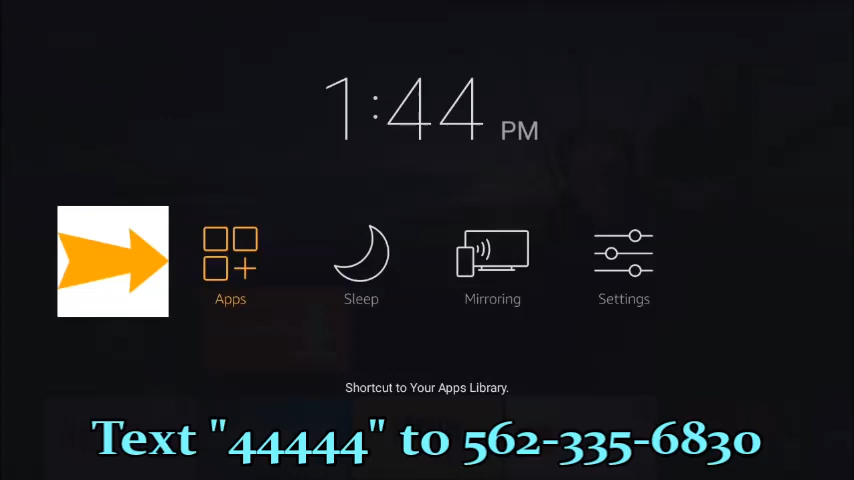 1:44 PM
Apps
Sleep
Mirroring
Settings
Shortcut to Your Apps Library.
Text "44444" to 562-335-6830